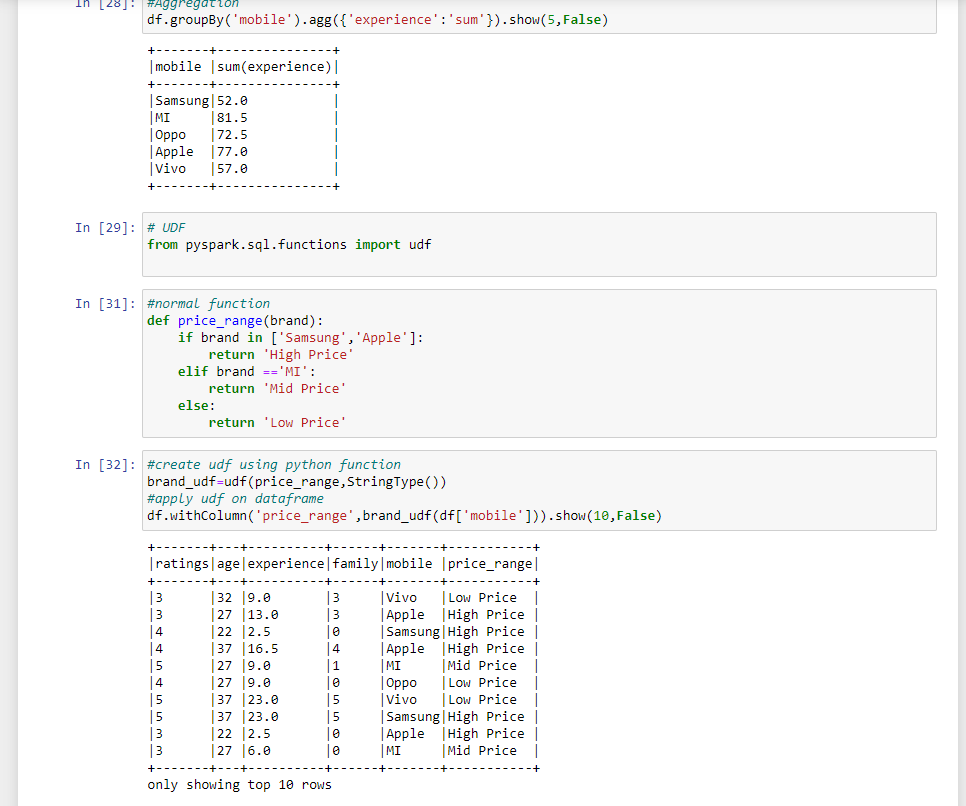 In [28]: #Aggregation
df.groupBy('mobile').agg({'experience':'sum'}).show(5,False)
+-------+---------------+
|mobile |sum(experience)|
+-------+---------------+
|Samsung|52.0           |
|MI     |81.5           |
|Oppo   |72.5           |
|Apple  |77.0           |
|Vivo   |57.0           |
+-------+---------------+
In [29]: # UDF
from pyspark.sql.functions import udf
In [31]: #normal function
def price_range(brand):
    if brand in ['Samsung','Apple']:
        return 'High Price'
    elif brand =='MI':
        return 'Mid Price'
    else:
        return 'Low Price'
In [32]: #create udf using python function
brand_udf=udf(price_range,StringType())
#apply udf on dataframe
df.withColumn('price_range',brand_udf(df['mobile'])).show(10,False)
+-------+---+----------+------+-------+-----------+
|ratings|age|experience|family|mobile |price_range|
+-------+---+----------+------+-------+-----------+
|3      |32 |9.0       |3     |Vivo   |Low Price  |
|3      |27 |13.0      |3     |Apple  |High Price |
|4      |22 |2.5       |0     |Samsung|High Price |
|4      |37 |16.5      |4     |Apple  |High Price |
|5      |27 |9.0       |1     |MI     |Mid Price  |
|4      |27 |9.0       |0     |Oppo   |Low Price  |
|5      |37 |23.0      |5     |Vivo   |Low Price  |
|5      |37 |23.0      |5     |Samsung|High Price |
|3      |22 |2.5       |0     |Apple  |High Price |
|3      |27 |6.0       |0     |MI     |Mid Price  |
+-------+---+----------+------+-------+-----------+
only showing top 10 rows